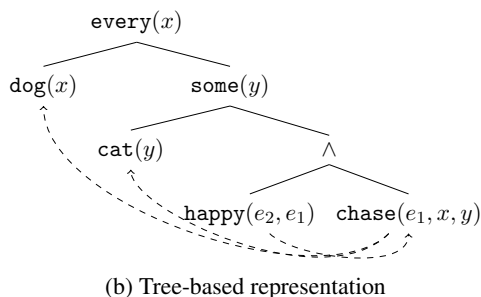 every(x)
dog(x) some(y)
cat(y) ∧
happy(e₂, e₁) chase(e₁, x, y)
(b) Tree-based representation